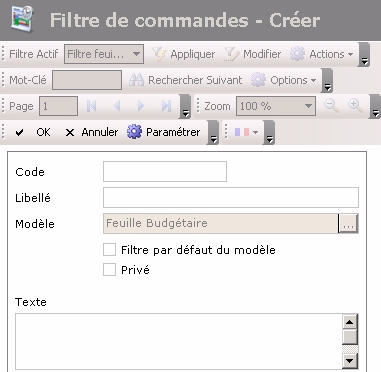 Filtre de commandes - Créer
Filtre Actif Filtre feui... Appliquer Modifier Actions
Mot-Clé Rechercher Suivant Options
Page 1 Zoom 100 %
OK Annuler Paramétrer
Code
Libellé
Modèle Feuille Budgétaire ...
Filtre par défaut du modèle
Privé
Texte